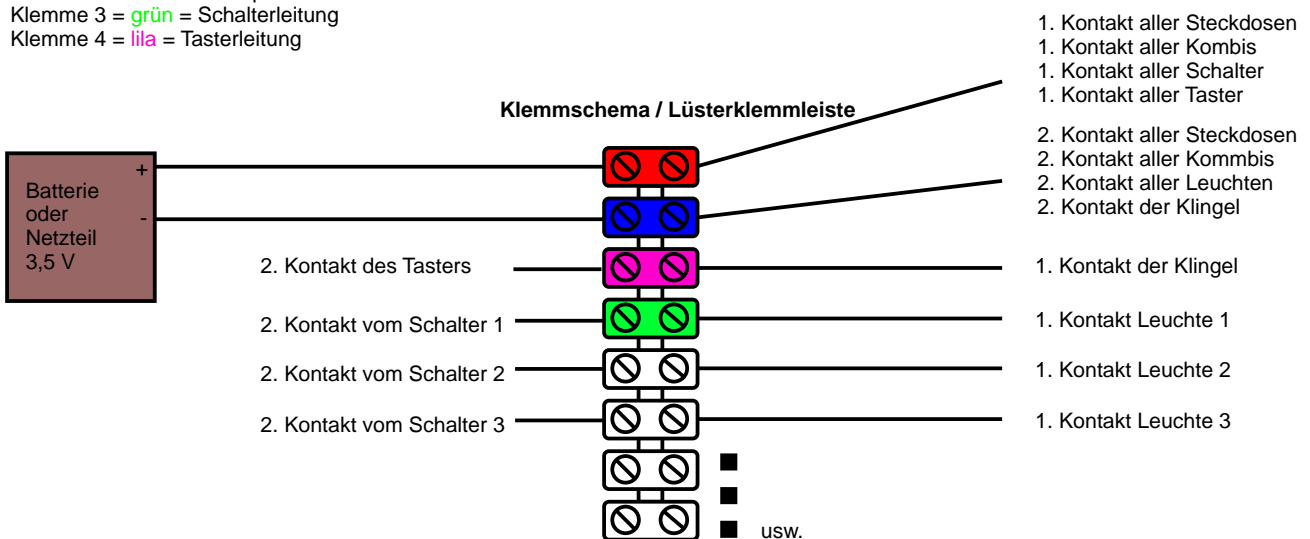 Klemme 3 = grün = Schalterleitung
Klemme 4 = lila = Tasterleitung
1. Kontakt aller Steckdosen
1. Kontakt aller Kombis
1. Kontakt aller Schalter
1. Kontakt aller Taster
Klemmschema / Lüsterklemmleiste
2. Kontakt aller Steckdosen
2. Kontakt aller Kommbis
2. Kontakt aller Leuchten
2. Kontakt der Klingel
+
Batterie
oder
-
Netzteil
3,5 V
2. Kontakt des Tasters
1. Kontakt der Klingel
2. Kontakt vom Schalter 1
1. Kontakt Leuchte 1
2. Kontakt vom Schalter 2
1. Kontakt Leuchte 2
2. Kontakt vom Schalter 3
1. Kontakt Leuchte 3
usw.